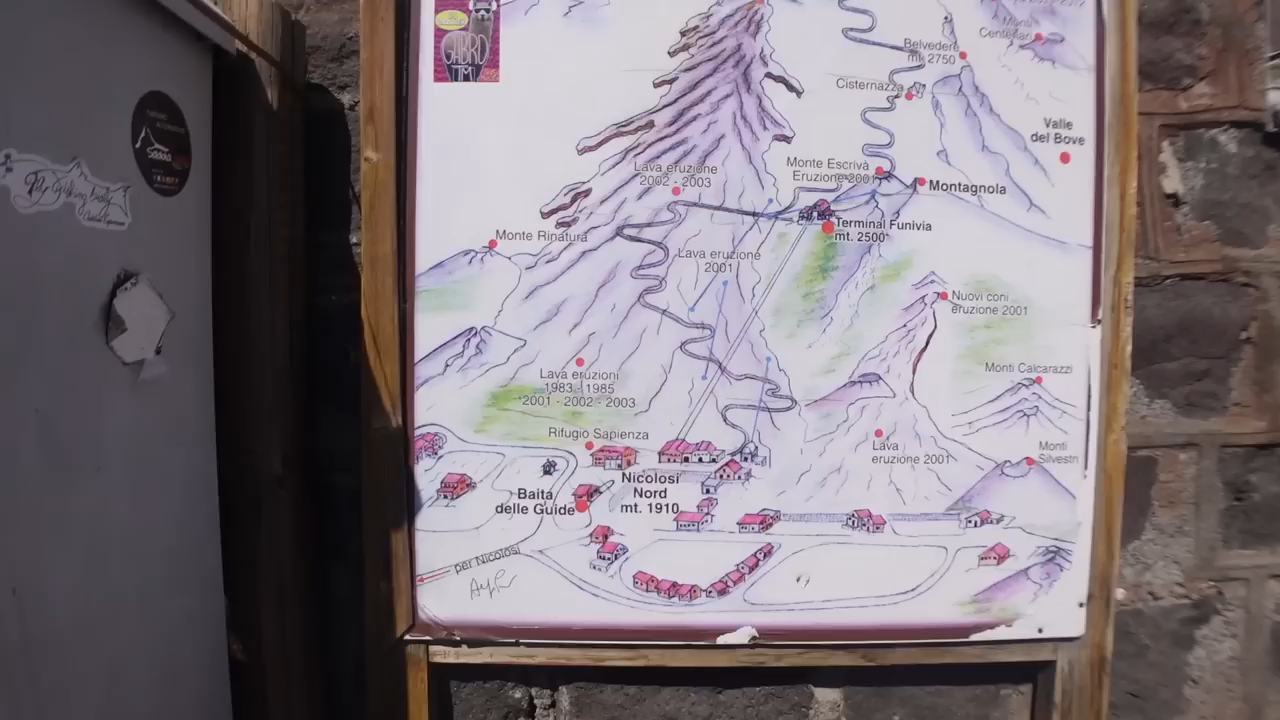 GABRO
Monti
Centenari
Belvedere
mt. 2750
Cisternazza
Valle
del Bove
Monte Escrivà
Eruzione 2001
Montagnola
Lava eruzione
2002 - 2003
Terminal Funivia
mt. 2500
Monte Rinatura
Lava eruzione
2001
Nuovi coni
eruzione 2001
Lava eruzioni
1983 - 1985
2001 - 2002 - 2003
Monti Calcarazzi
Rifugio Sapienza
Lava
eruzione 2001
Monti
Silvestri
Nicolosi
Nord
mt. 1910
Baita
delle Guide
per Nicolosi